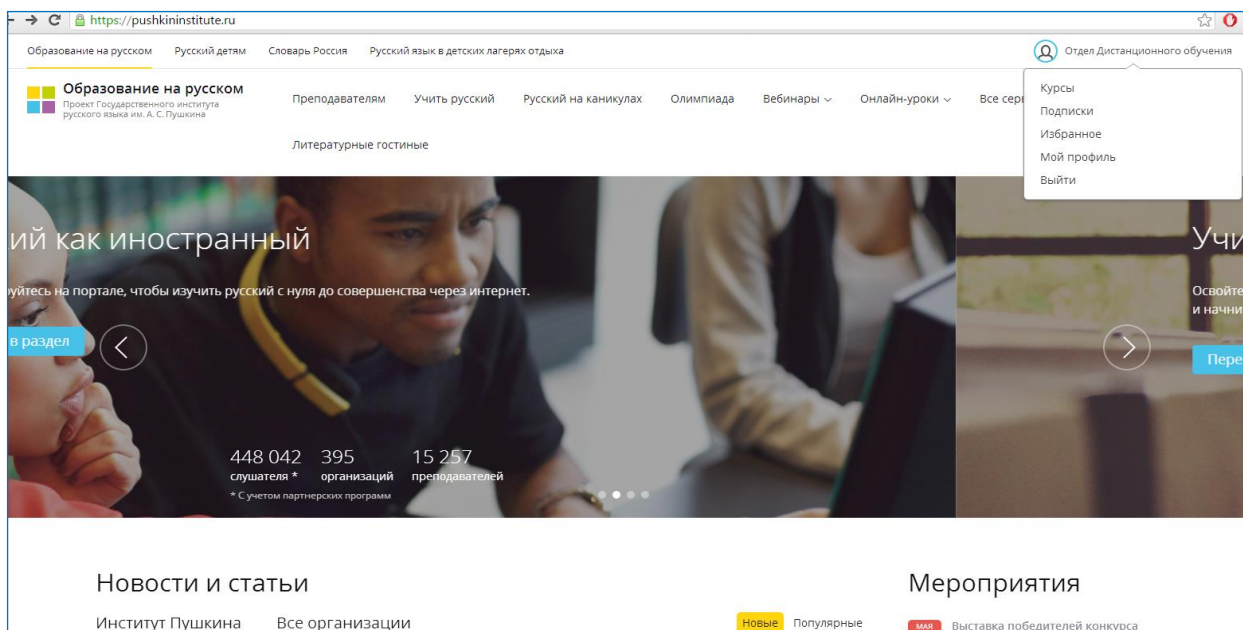 https://pushkininstitute.ru
Образование на русском Русский детям Словарь Россия Русский язык в детских лагерях отдыха Отдел Дистанционного обучения
Образование на русском
Проект Государственного института
русского языка им. А. С. Пушкина
Преподавателям Учить русский Русский на каникулах Олимпиада Вебинары Онлайн-уроки Все сер
Литературные гостиные
Курсы
Подписки
Избранное
Мой профиль
Выйти
ий как иностранный
руйтесь на портале, чтобы изучить русский с нуля до совершенства через интернет.
в раздел
Учи
Освойте
и начни
Пере
448 042 395 15 257
слушателя * организаций преподавателей
* С учетом партнерских программ
Новости и статьи
Мероприятия
Институт Пушкина Все организации
Новые Популярные
МАЯ Выставка победителей конкурса